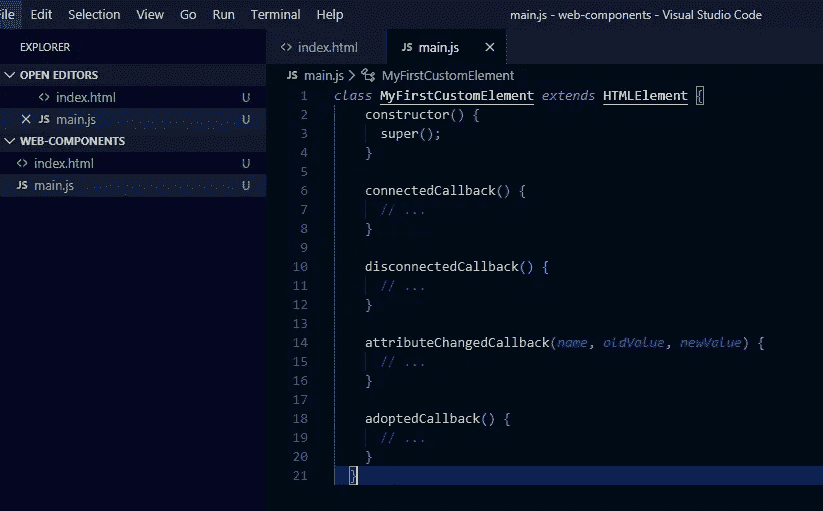 File Edit Selection View Go Run Terminal Help main.js - web-components - Visual Studio Code
EXPLORER
OPEN EDITORS
<> index.html U
JS main.js U
WEB-COMPONENTS
<> index.html U
JS main.js U
<> index.html JS main.js
JS main.js > MyFirstCustomElement
1 class MyFirstCustomElement extends HTMLElement {
2 constructor() {
3 super();
4 }
5
6 connectedCallback() {
7 // ...
8 }
9
10 disconnectedCallback() {
11 // ...
12 }
13
14 attributeChangedCallback(name, oldValue, newValue) {
15 // ...
16 }
17
18 adoptedCallback() {
19 // ...
20 }
21 }